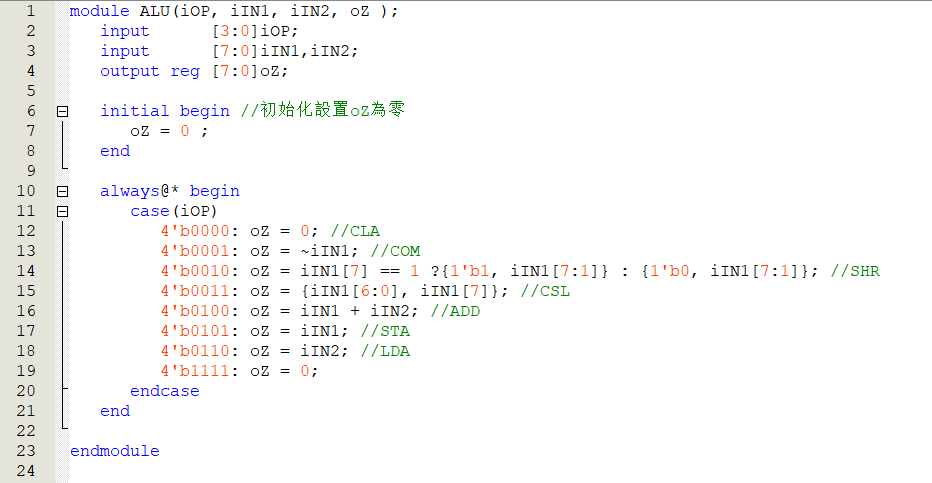 1 module ALU(iOP, iIN1, iIN2, oZ );
2 input [3:0]iOP;
3 input [7:0]iIN1,iIN2;
4 output reg [7:0]oZ;
5
6 initial begin //初始化設置oZ為零
7 oZ = 0 ;
8 end
9
10 always@* begin
11 case(iOP)
12 4'b0000: oZ = 0; //CLA
13 4'b0001: oZ = ~iIN1; //COM
14 4'b0010: oZ = iIN1[7] == 1 ?{1'b1, iIN1[7:1]} : {1'b0, iIN1[7:1]}; //SHR
15 4'b0011: oZ = {iIN1[6:0], iIN1[7]}; //CSL
16 4'b0100: oZ = iIN1 + iIN2; //ADD
17 4'b0101: oZ = iIN1; //STA
18 4'b0110: oZ = iIN2; //LDA
19 4'b1111: oZ = 0;
20 endcase
21 end
22
23 endmodule
24